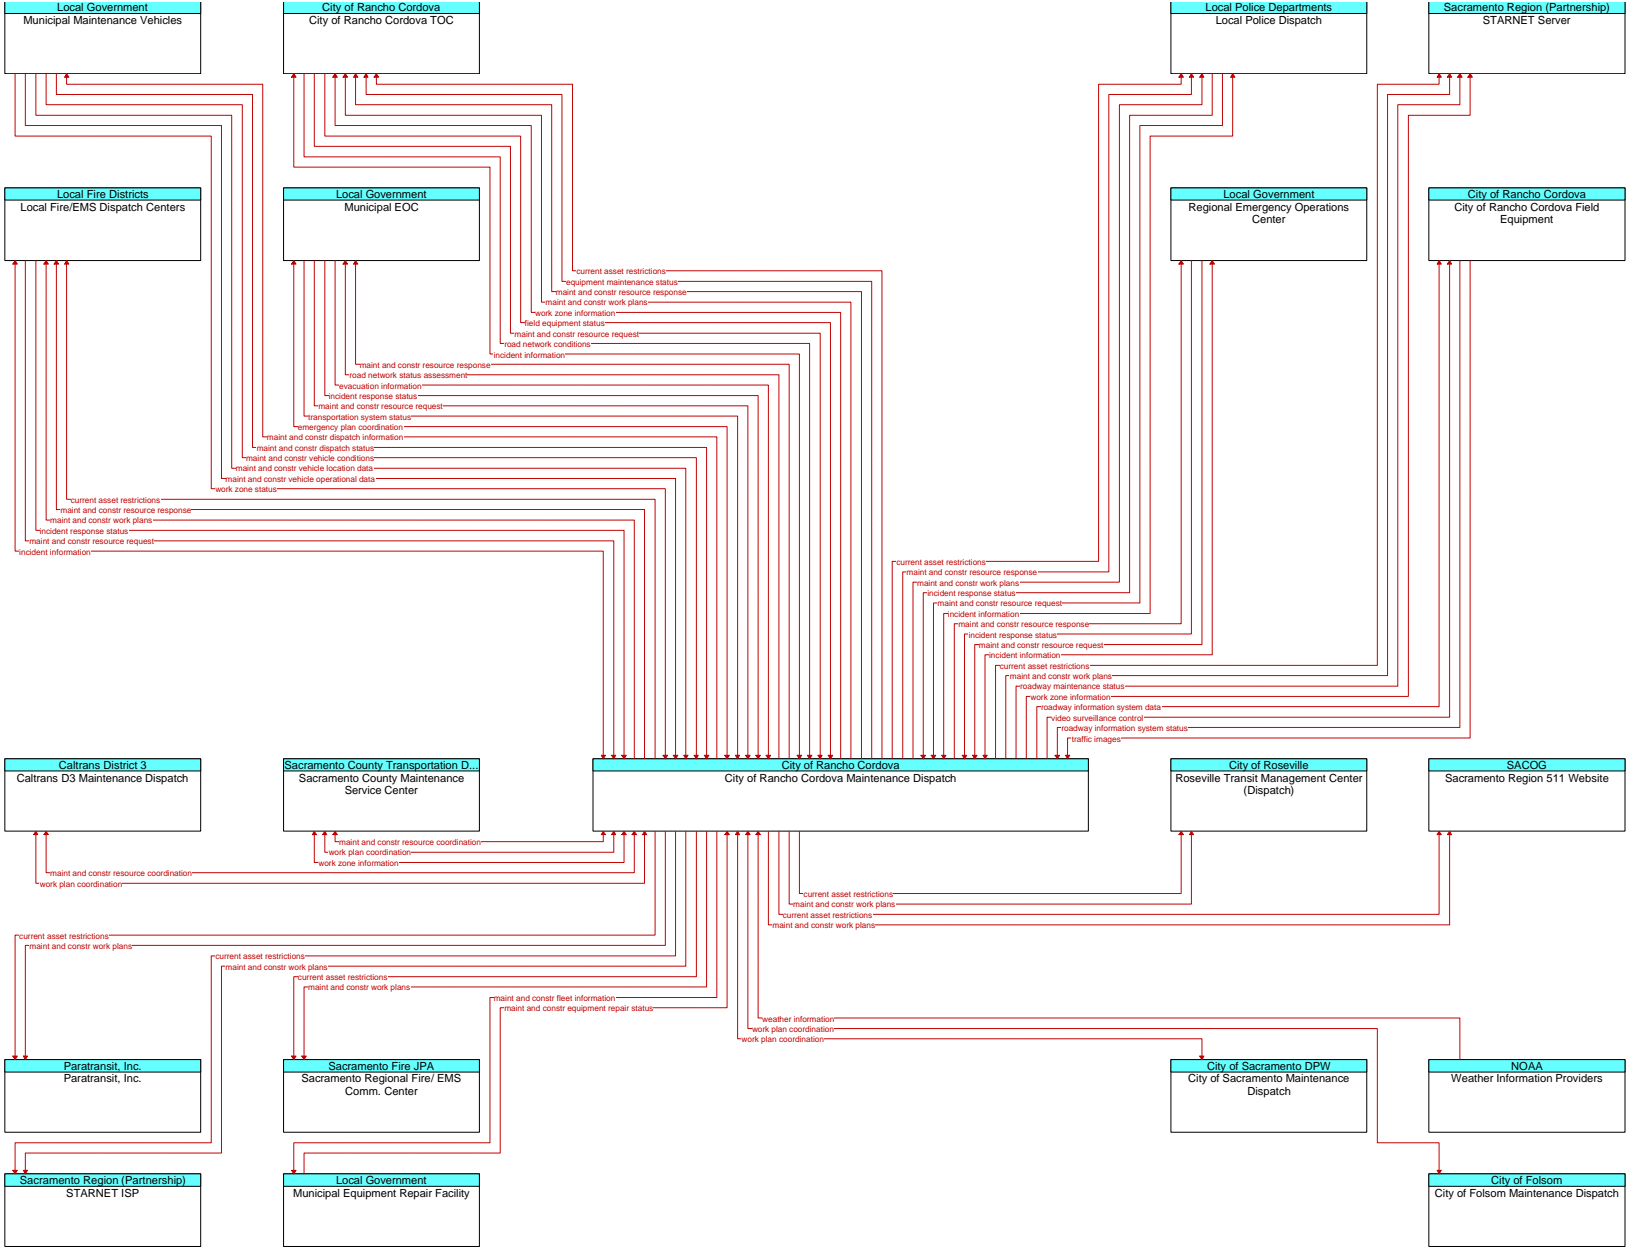 Local Government
Municipal Maintenance Vehicles
City of Rancho Cordova
City of Rancho Cordova TOC
Local Police Departments
Local Police Dispatch
Sacramento Region (Partnership)
STARNET Server
Local Fire Districts
Local Fire/EMS Dispatch Centers
Local Government
Municipal EOC
Local Government
Regional Emergency Operations
Center
City of Rancho Cordova
City of Rancho Cordova Field
Equipment
current asset restrictions
equipment maintenance status
maint and constr resource response
maint and constr work plans
work zone information
field equipment status
maint and constr resource request
road network conditions
incident information
maint and constr resource response
road network status assessment
evacuation information
incident response status
maint and constr resource request
transportation system status
emergency plan coordination
maint and constr dispatch information
maint and constr dispatch status
maint and constr vehicle conditions
maint and constr vehicle location data
maint and constr vehicle operational data
work zone status
current asset restrictions
maint and constr resource response
maint and constr work plans
incident response status
maint and constr resource request
incident information
current asset restrictions
maint and constr resource response
maint and constr work plans
incident response status
maint and constr resource request
incident information
maint and constr resource response
incident response status
maint and constr resource request
incident information
current asset restrictions
maint and constr work plans
roadway maintenance status
work zone information
roadway information system data
video surveillance control
roadway information system status
traffic images
Caltrans District 3
Caltrans D3 Maintenance Dispatch
Sacramento County Transportation D...
Sacramento County Maintenance
Service Center
City of Rancho Cordova
City of Rancho Cordova Maintenance Dispatch
City of Roseville
Roseville Transit Management Center
(Dispatch)
SACOG
Sacramento Region 511 Website
maint and constr resource coordination
work plan coordination
work zone information
maint and constr resource coordination
work plan coordination
current asset restrictions
maint and constr work plans
current asset restrictions
maint and constr work plans
current asset restrictions
maint and constr work plans
current asset restrictions
maint and constr work plans
current asset restrictions
maint and constr work plans
maint and constr fleet information
maint and constr equipment repair status
weather information
work plan coordination
work plan coordination
Paratransit, Inc.
Paratransit, Inc.
Sacramento Fire JPA
Sacramento Regional Fire/ EMS
Comm. Center
City of Sacramento DPW
City of Sacramento Maintenance
Dispatch
NOAA
Weather Information Providers
Sacramento Region (Partnership)
STARNET ISP
Local Government
Municipal Equipment Repair Facility
City of Folsom
City of Folsom Maintenance Dispatch